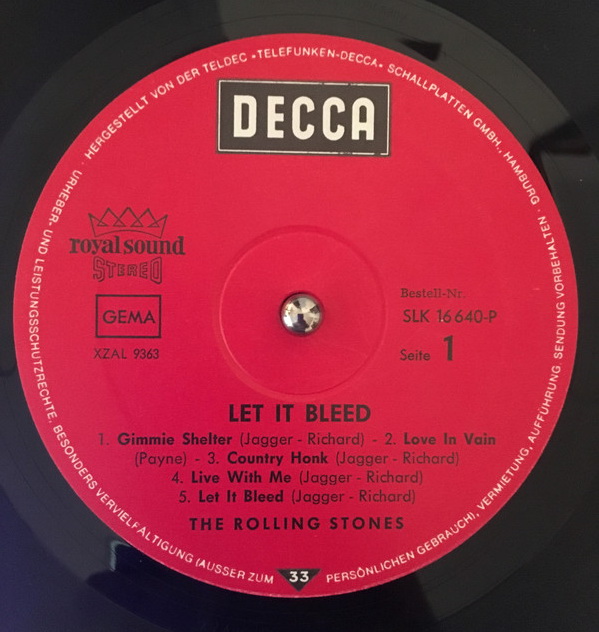 URHEBER- UND LEISTUNGSSCHUTZRECHTE, BESONDERS VERVIELFÄLTIGUNG (AUSSER ZUM PERSÖNLICHEN GEBRAUCH), VERMIETUNG, AUFFÜHRUNG, SENDUNG VORBEHALTEN · HERGESTELLT VON DER TELDEC »TELEFUNKEN-DECCA« SCHALLPLATTEN GMBH., HAMBURG ·
DECCA
royal sound
STEREO
GEMA
XZAL 9363
Bestell-Nr.
SLK 16 640-P
Seite 1
LET IT BLEED
1. Gimmie Shelter (Jagger - Richard) - 2. Love In Vain
(Payne) - 3. Country Honk (Jagger - Richard)
4. Live With Me (Jagger - Richard)
5. Let It Bleed (Jagger - Richard)
THE ROLLING STONES
33